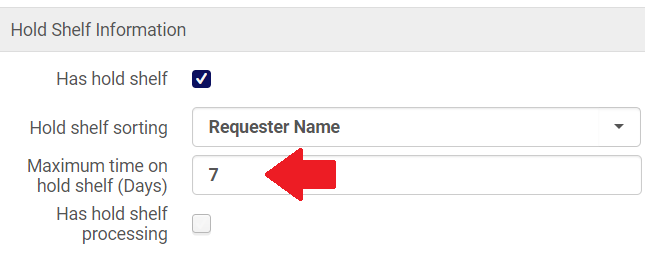 Hold Shelf Information
Has hold shelf
Hold shelf sorting
Requester Name
Maximum time on
hold shelf (Days)
7
Has hold shelf
processing